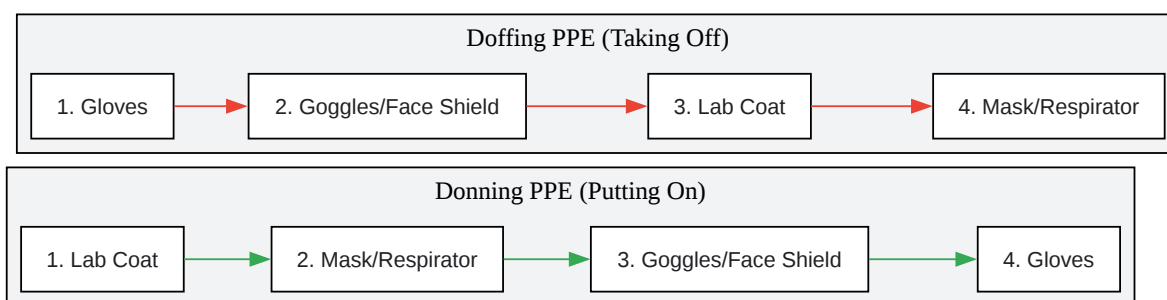 Doffing PPE (Taking Off)
1. Gloves
2. Goggles/Face Shield
3. Lab Coat
4. Mask/Respirator
Donning PPE (Putting On)
1. Lab Coat
2. Mask/Respirator
3. Goggles/Face Shield
4. Gloves